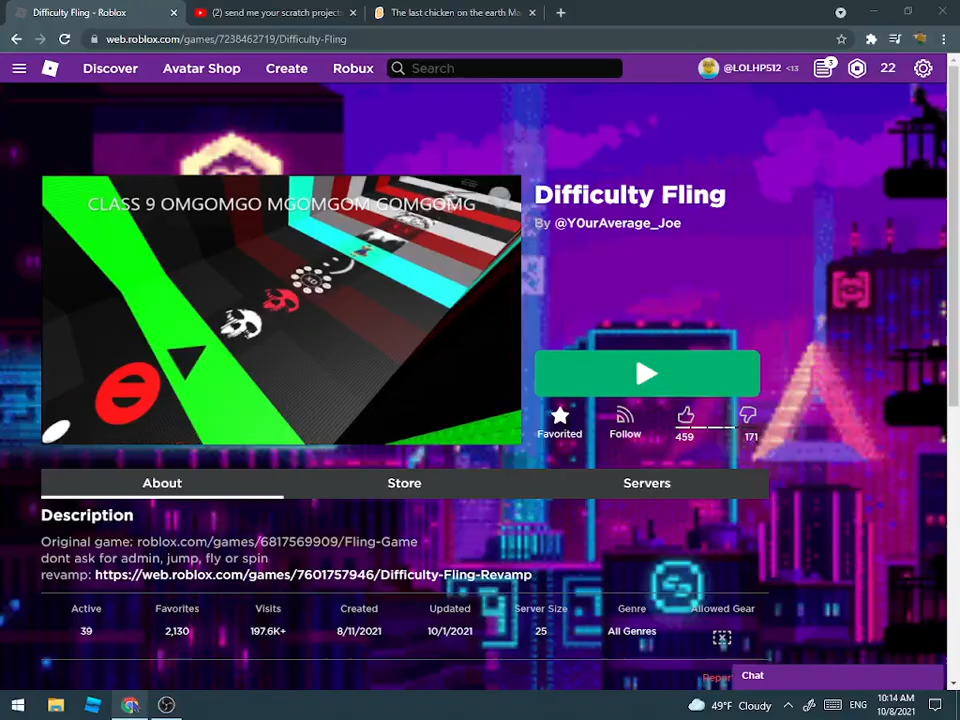 Difficulty Fling - Roblox
(2) send me your scratch project:
The last chicken on the earth Ma
web.roblox.com/games/7238462719/Difficulty-Fling
Discover
Avatar Shop
Create
Robux
Search
@LOLHP512 <13
3
22
CLASS 9 OMGOMGO MGOMGOM GOMGOMG
XD
Difficulty Fling
By @Y0urAverage_Joe
Favorited
Follow
459
171
About
Store
Servers
Description
Original game: roblox.com/games/6817569909/Fling-Game
dont ask for admin, jump, fly or spin
revamp: https://web.roblox.com/games/7601757946/Difficulty-Fling-Revamp
Active
Favorites
Visits
Created
Updated
Server Size
Genre
Allowed Gear
39
2,130
197.6K+
8/11/2021
10/1/2021
25
All Genres
Report
Chat
49°F Cloudy
ENG
10:14 AM
10/8/2021